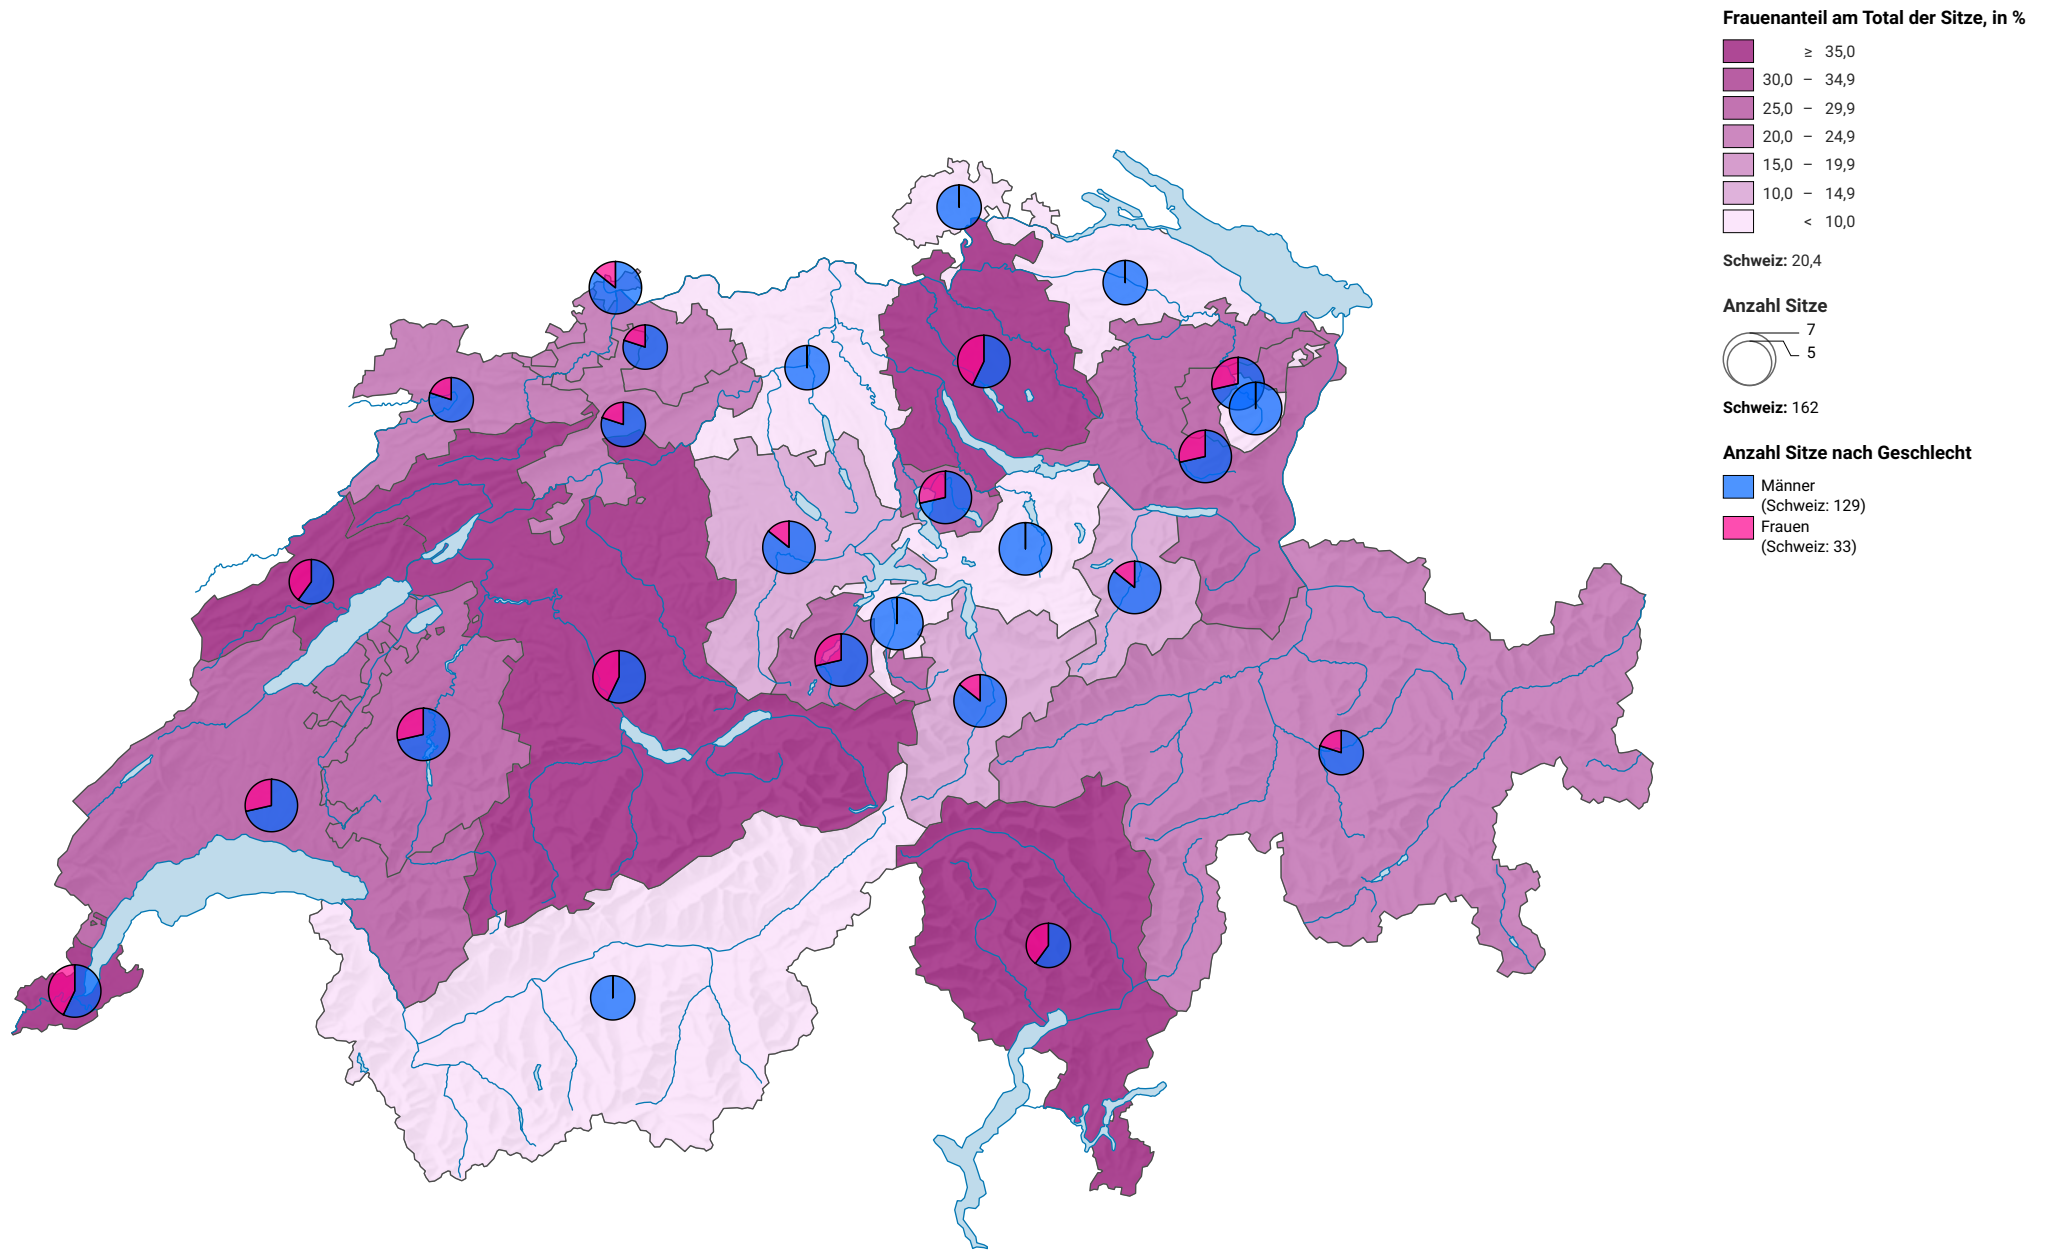 Frauenanteil am Total der Sitze, in %
≥ 35,0
30,0 – 34,9
25,0 – 29,9
20,0 – 24,9
15,0 – 19,9
10,0 – 14,9
< 10,0
Schweiz: 20,4
Anzahl Sitze
7
5
Schweiz: 162
Anzahl Sitze nach Geschlecht
Männer
(Schweiz: 129)
Frauen
(Schweiz: 33)